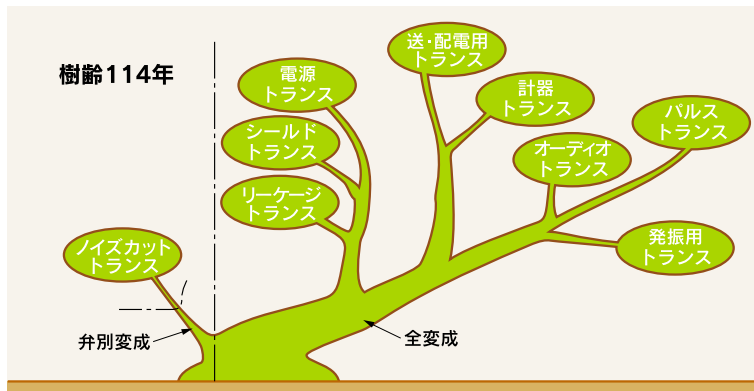 樹齢114年
送・配電用
トランス
電源
トランス
計器
トランス
パルス
トランス
シールド
トランス
オーディオ
トランス
リーケージ
トランス
発振用
トランス
ノイズカット
トランス
弁別変成
全変成